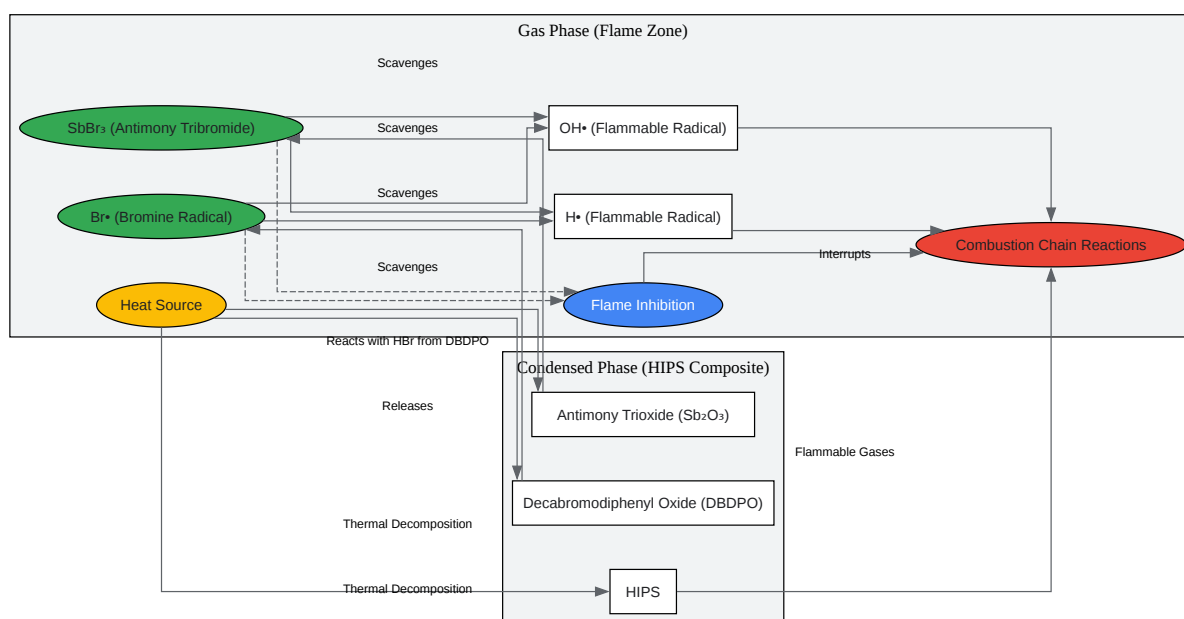 Gas Phase (Flame Zone)
Scavenges
SbBr₃ (Antimony Tribromide)
Scavenges
OH• (Flammable Radical)
Scavenges
Br• (Bromine Radical)
H• (Flammable Radical)
Combustion Chain Reactions
Interrupts
Scavenges
Heat Source
Flame Inhibition
Reacts with HBr from DBDPO
Condensed Phase (HIPS Composite)
Releases
Antimony Trioxide (Sb₂O₃)
Flammable Gases
Decabromodiphenyl Oxide (DBDPO)
Thermal Decomposition
Thermal Decomposition
HIPS